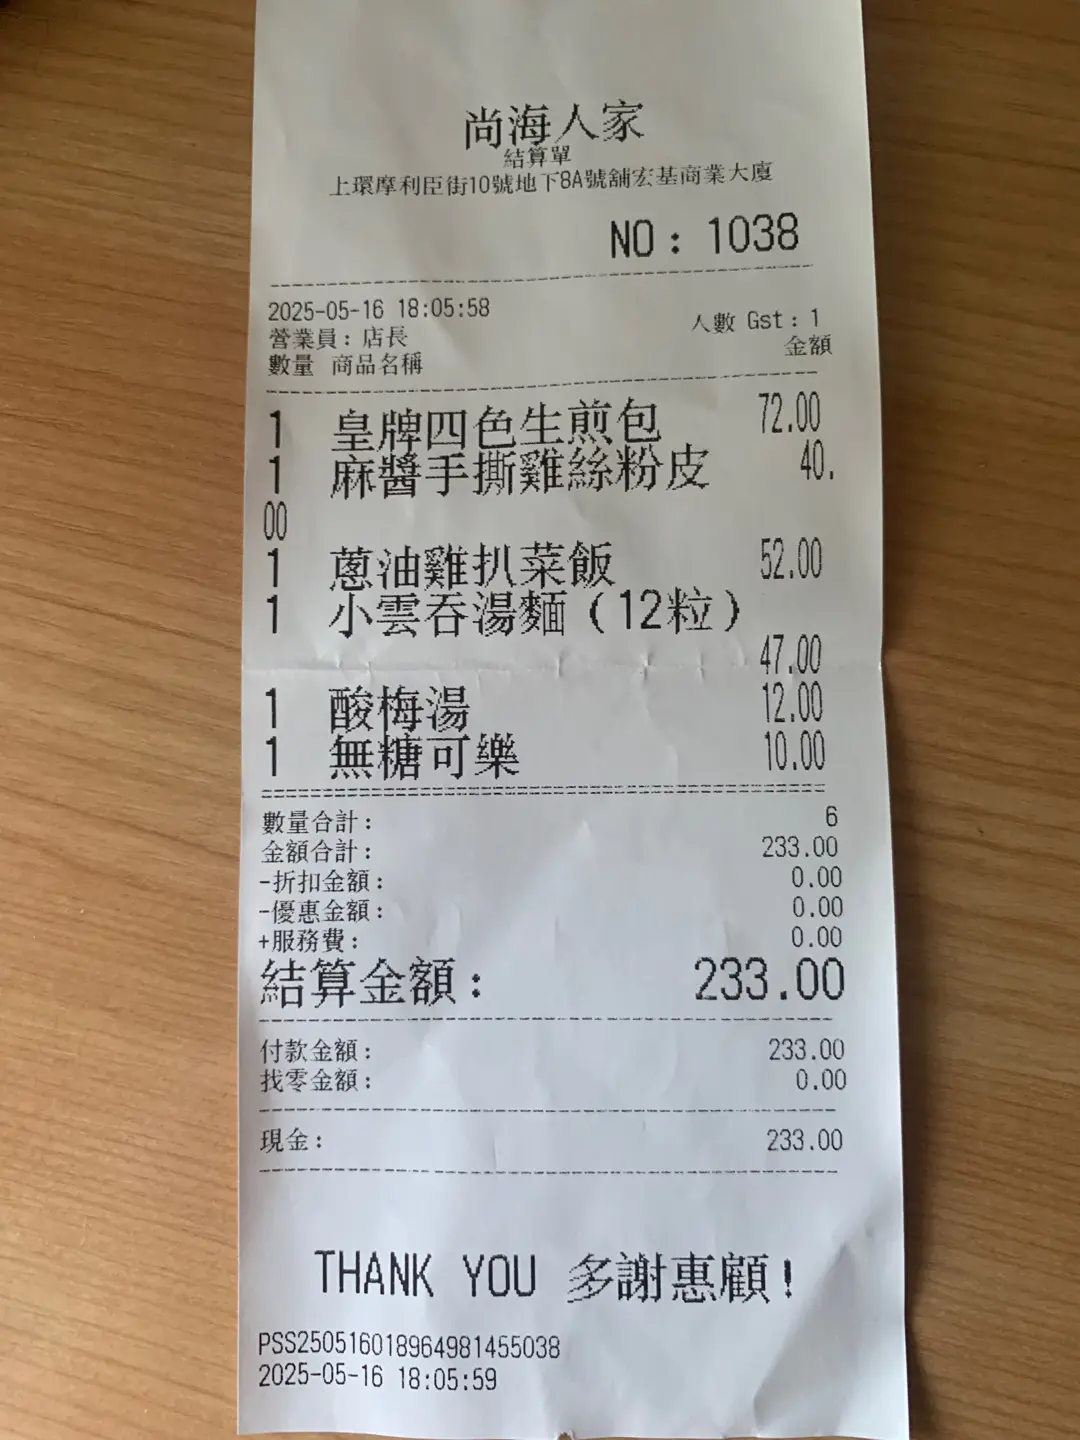 尚海人家
結算單
上環摩利臣街10號地下8A號舖宏基商業大廈
NO: 1038
2025-05-16 18:05:58
營業員: 店長 人數 Gst: 1
數量 商品名稱 金額
1 皇牌四色生煎包 72.00
1 麻醬手撕雞絲粉皮 40.
00
1 蔥油雞扒菜飯 52.00
1 小雲吞湯麵(12粒)
47.00
1 酸梅湯 12.00
1 無糖可樂 10.00
數量合計: 6
金額合計: 233.00
-折扣金額: 0.00
-優惠金額: 0.00
+服務費: 0.00
結算金額: 233.00
付款金額: 233.00
找零金額: 0.00
現金: 233.00
THANK YOU 多謝惠顧!
PSS250516018964981455038
2025-05-16 18:05:59